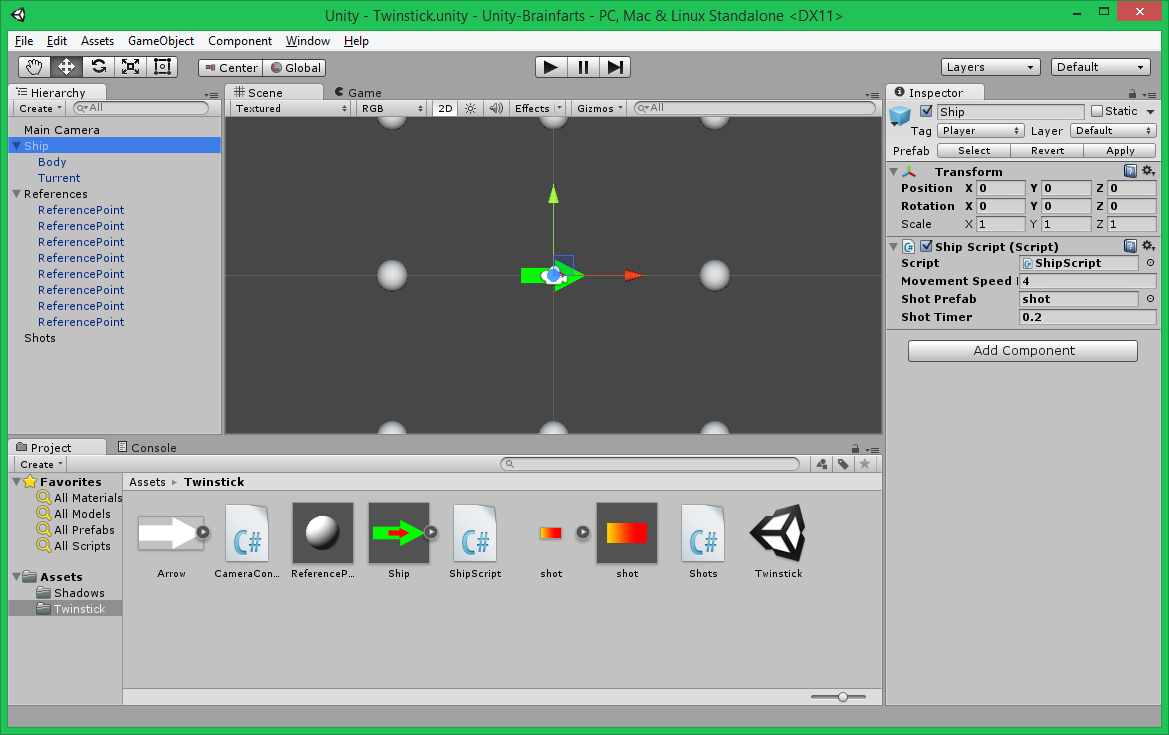 Unity - Twinstick.unity - Unity-Brainfarts - PC, Mac & Linux Standalone <DX11>
File Edit Assets GameObject Component Window Help
Center Global Layers Default
Hierarchy
Create All
Main Camera
Ship
Body
Turrent
References
ReferencePoint
ReferencePoint
ReferencePoint
ReferencePoint
ReferencePoint
ReferencePoint
ReferencePoint
ReferencePoint
Shots
Scene Game
Textured RGB 2D Effects Gizmos All
Inspector
Ship Static
Tag Player Layer Default
Prefab Select Revert Apply
Transform
Position X 0 Y 0 Z 0
Rotation X 0 Y 0 Z 0
Scale X 1 Y 1 Z 1
Ship Script (Script)
Script ShipScript
Movement Speed 4
Shot Prefab shot
Shot Timer 0.2
Add Component
Project Console
Create
Favorites
All Materials
All Models
All Prefabs
All Scripts
Assets
Shadows
Twinstick
Assets ▸ Twinstick
C# C# C#
Arrow CameraCon... ReferenceP... Ship ShipScript shot shot Shots Twinstick